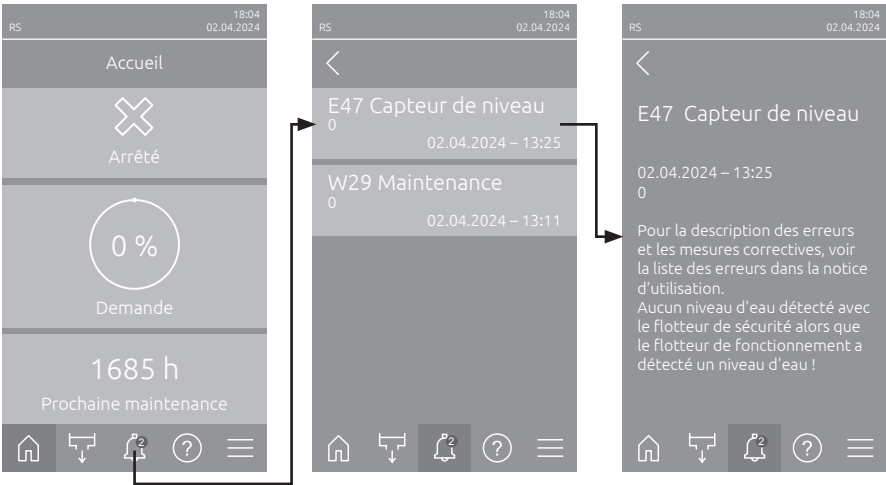 18:04
RS 02.04.2024
Accueil
Arrêté
0 %
Demande
1685 h
Prochaine maintenance
2
?
18:04
RS 02.04.2024
E47 Capteur de niveau
0
02.04.2024 – 13:25
W29 Maintenance
0
02.04.2024 – 13:11
2
?
18:04
RS 02.04.2024
E47 Capteur de niveau
02.04.2024 – 13:25
0
Pour la description des erreurs
et les mesures correctives, voir
la liste des erreurs dans la notice
d'utilisation.
Aucun niveau d'eau détecté avec
le flotteur de sécurité alors que
le flotteur de fonctionnement a
détecté un niveau d'eau !
2
?